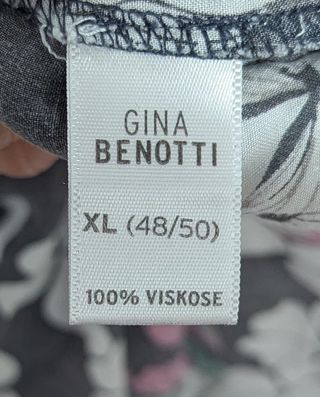 GINA
BENOTTI
XL (48/50)
100% VISKOSE